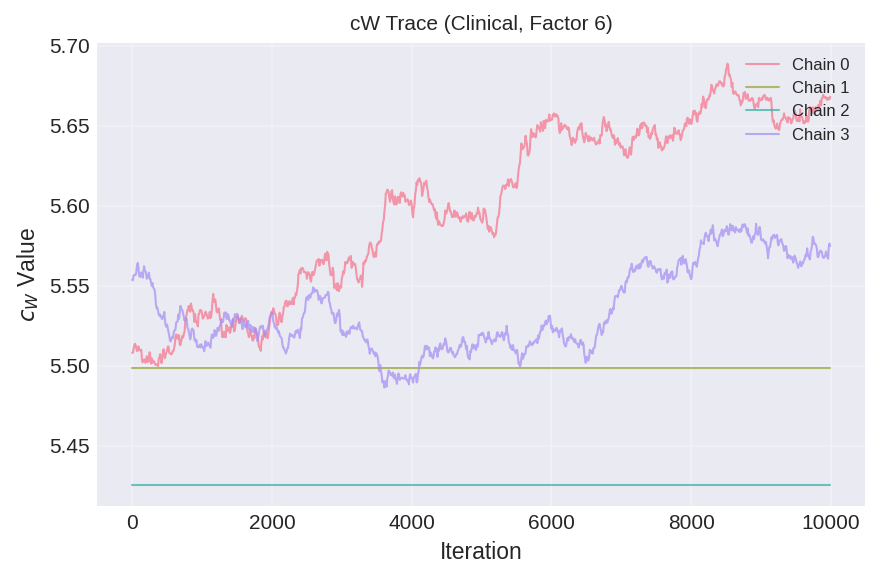 cW Trace (Clinical, Factor 6)
5.70
5.65
5.60
5.55
5.50
5.45
c_W Value
0 2000 4000 6000 8000 10000
Iteration
Chain 0
Chain 1
Chain 2
Chain 3